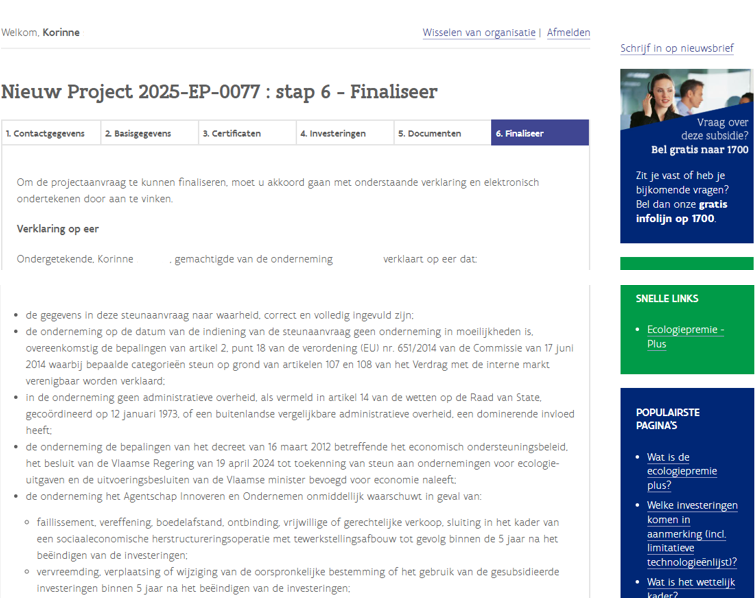 Welkom, Korinne
Wisselen van organisatie | Afmelden
Nieuw Project 2025-EP-0077 : stap 6 - Finaliseer
1. Contactgegevens
2. Basisgegevens
3. Certificaten
4. Investeringen
5. Documenten
6. Finaliseer
Om de projectaanvraag te kunnen finaliseren, moet u akkoord gaan met onderstaande verklaring en elektronisch
ondertekenen door aan te vinken.
Verklaring op eer
Ondergetekende, Korinne , gemachtigde van de onderneming verklaart op eer dat:
• de gegevens in deze steunaanvraag naar waarheid, correct en volledig ingevuld zijn;
• de onderneming op de datum van de indiening van de steunaanvraag geen onderneming in moeilijkheden is,
overeenkomstig de bepalingen van artikel 2, punt 18 van de verordening (EU) nr. 651/2014 van de Commissie van 17 juni
2014 waarbij bepaalde categorieën steun op grond van artikelen 107 en 108 van het Verdrag met de interne markt
verenigbaar worden verklaard;
• in de onderneming geen administratieve overheid, als vermeld in artikel 14 van de wetten op de Raad van State,
gecoördineerd op 12 januari 1973, of een buitenlandse vergelijkbare administratieve overheid, een dominerende invloed
heeft;
• de onderneming de bepalingen van het decreet van 16 maart 2012 betreffende het economisch ondersteuningsbeleid,
het besluit van de Vlaamse Regering van 19 april 2024 tot toekenning van steun aan ondernemingen voor ecologie-
uitgaven en de uitvoeringsbesluiten van de Vlaamse minister bevoegd voor economie naleeft;
• de onderneming het Agentschap Innoveren en Ondernemen onmiddellijk waarschuwt in geval van:
◦ faillissement, vereffening, boedelafstand, ontbinding, vrijwillige of gerechtelijke verkoop, sluiting in het kader van
een sociaaleconomische herstructureringsoperatie met tewerkstellingsafbouw tot gevolg binnen de 5 jaar na het
beëindigen van de investeringen;
◦ vervreemding, verplaatsing of wijziging van de oorspronkelijke bestemming of het gebruik van de gesubsidieerde
investeringen binnen 5 jaar na het beëindigen van de investeringen;
Schrijf in op nieuwsbrief
Vraag over
deze subsidie?
Bel gratis naar 1700
Zit je vast of heb je
bijkomende vragen?
Bel dan onze gratis
infolijn op 1700.
SNELLE LINKS
• Ecologiepremie -
Plus
POPULAIRSTE
PAGINA'S
• Wat is de
ecologiepremie
plus?
• Welke investeringen
komen in
aanmerking (incl.
limitatieve
technologieënlijst)?
• Wat is het wettelijk
kader?